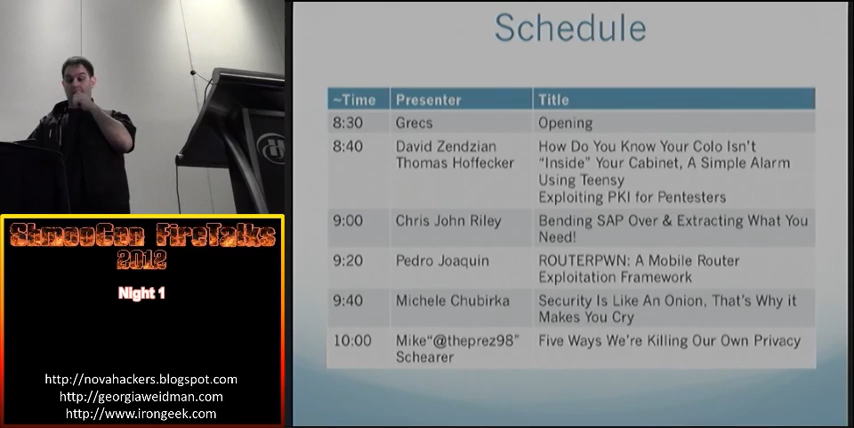 Schedule
~Time Presenter Title
8:30 Grecs Opening
8:40 David Zendzian How Do You Know Your Colo Isn't
Thomas Hoffecker "Inside" Your Cabinet, A Simple Alarm
Using Teensy
Exploiting PKI for Pentesters
9:00 Chris John Riley Bending SAP Over & Extracting What You
Need!
9:20 Pedro Joaquin ROUTERPWN: A Mobile Router
Exploitation Framework
9:40 Michele Chubirka Security Is Like An Onion, That's Why it
Makes You Cry
10:00 Mike"@theprez98" Five Ways We're Killing Our Own Privacy
Schearer
ShmooCon FireTalks
2012
Night 1
http://novahackers.blogspot.com
http://georgiaweidman.com
http://www.irongeek.com